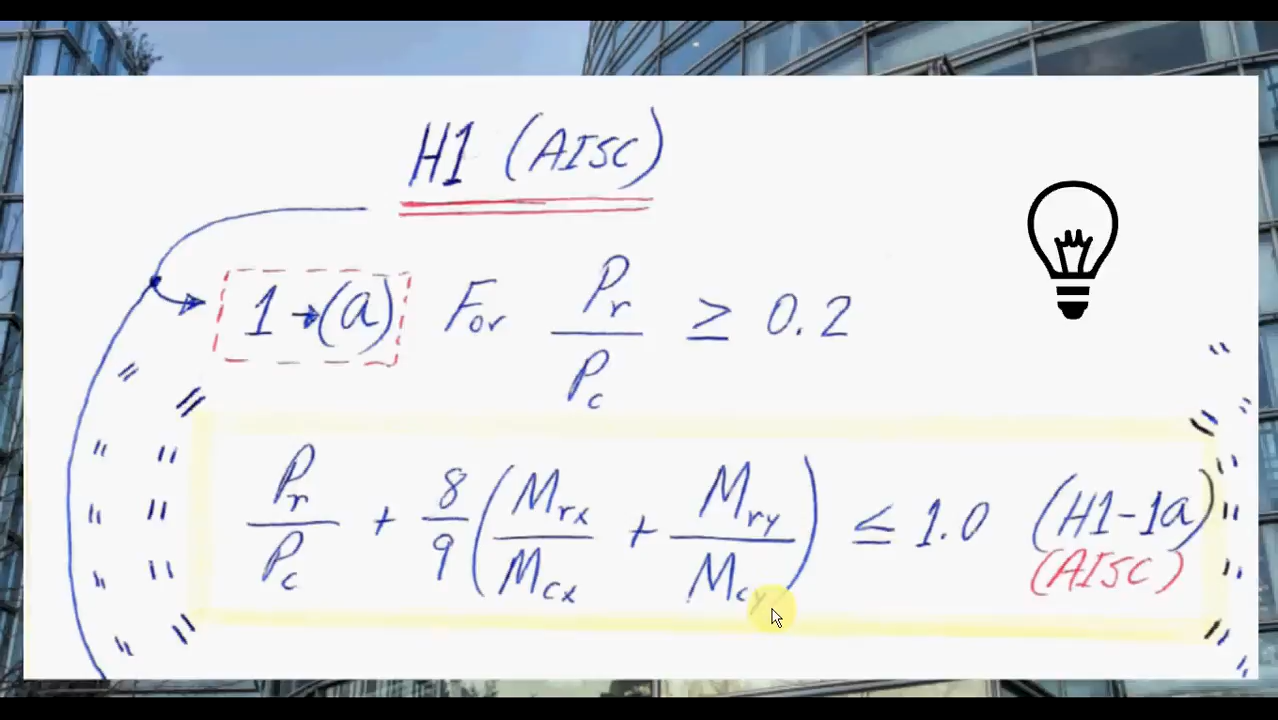 H1 (AISC)
1 → (a) For Pr/Pc ≥ 0.2
Pr/Pc + 8/9 (Mrx/Mcx + Mry/Mcy) ≤ 1.0 (H1-1a)
(AISC)